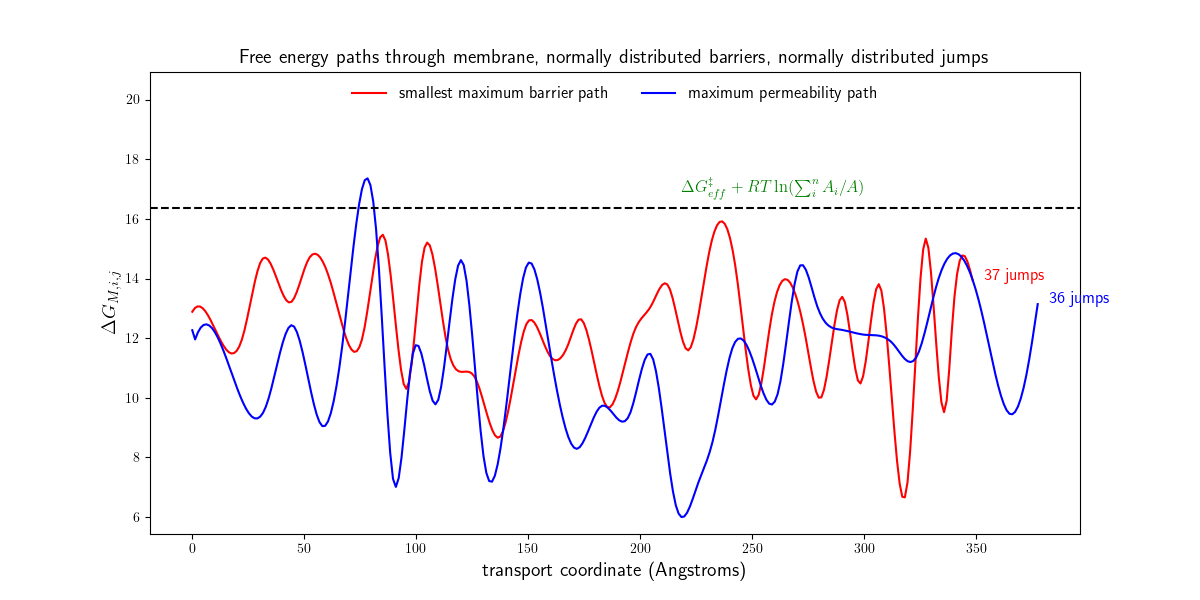 Free energy paths through membrane, normally distributed barriers, normally distributed jumps
smallest maximum barrier path
maximum permeability path
ΔG‡eff + RT ln(∑ⁿᵢ Aᵢ/A)
37 jumps
36 jumps
ΔG_{M,i,j}
20
18
16
14
12
10
8
6
0 50 100 150 200 250 300 350
transport coordinate (Angstroms)